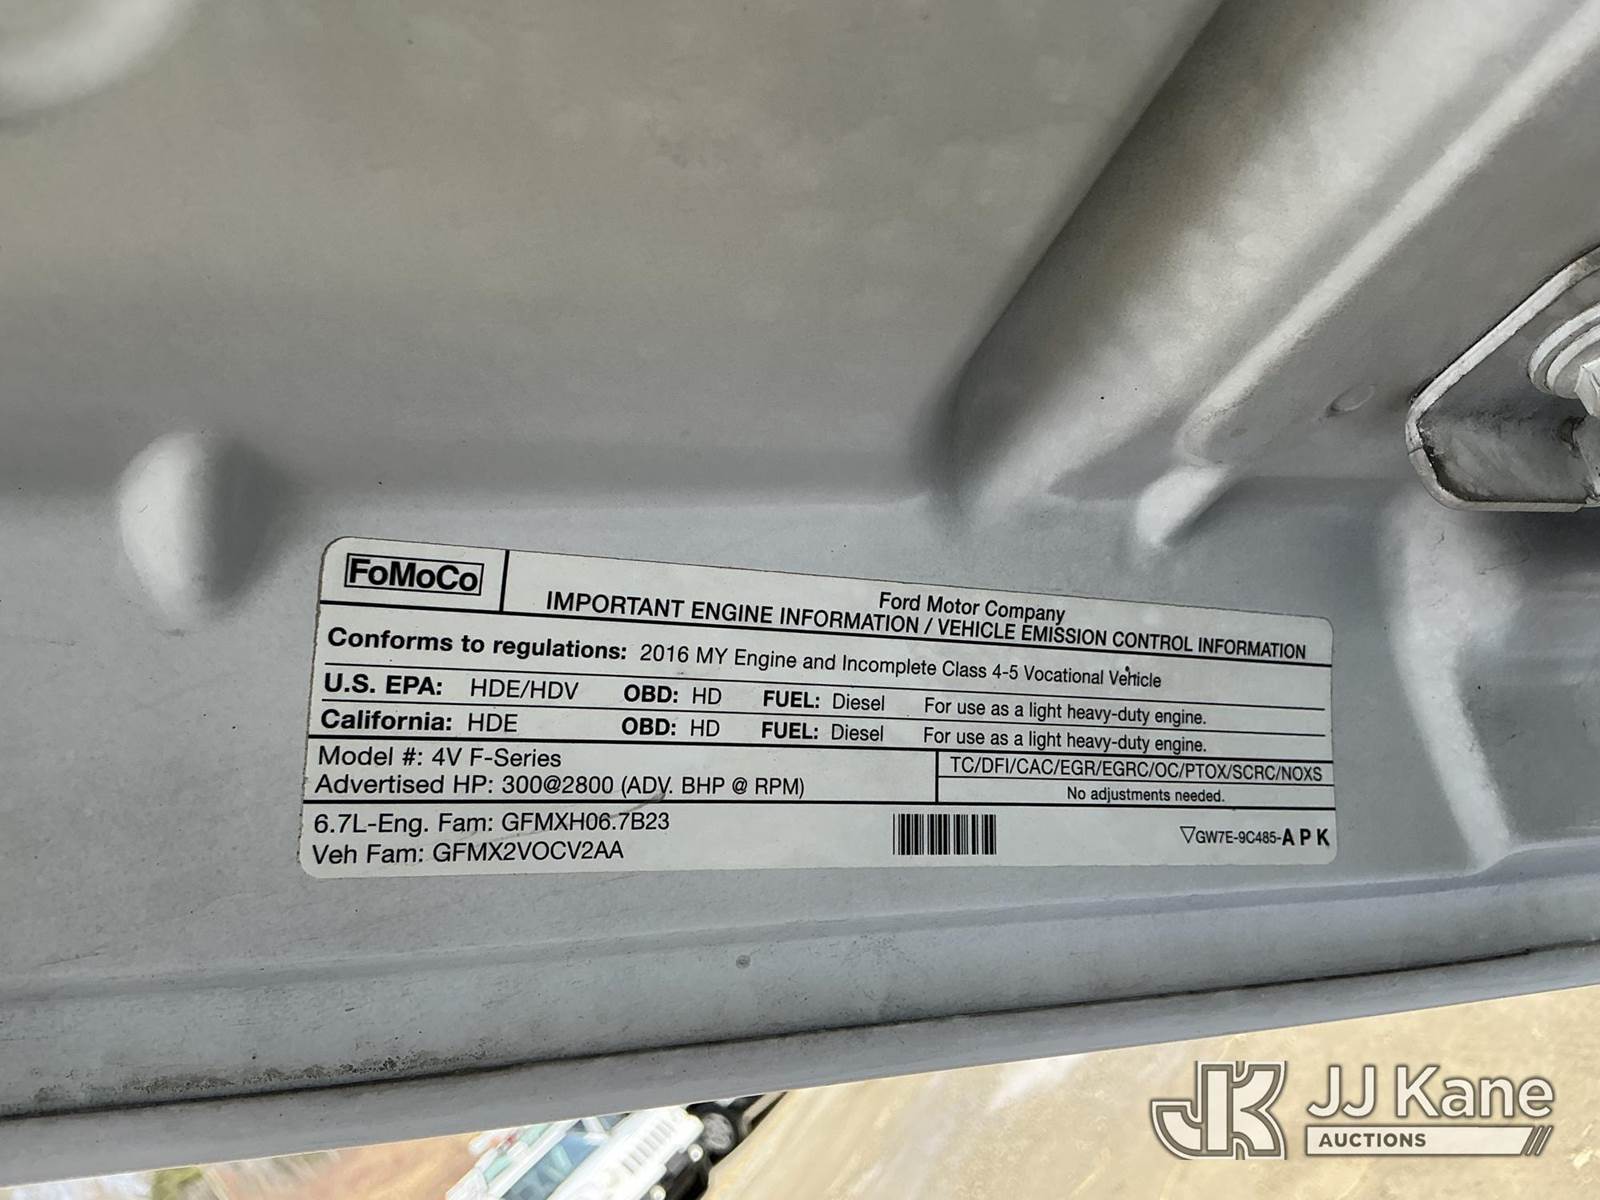 FoMoCo
Ford Motor Company
IMPORTANT ENGINE INFORMATION / VEHICLE EMISSION CONTROL INFORMATION
Conforms to regulations: 2016 MY Engine and Incomplete Class 4-5 Vocational Vehicle
U.S. EPA: HDE/HDV OBD: HD FUEL: Diesel For use as a light heavy-duty engine.
California: HDE OBD: HD FUEL: Diesel For use as a light heavy-duty engine.
Model #: 4V F-Series
Advertised HP: 300@2800 (ADV. BHP @ RPM)
TC/DFI/CAC/EGR/EGRC/OC/PTOX/SCRC/NOXS
No adjustments needed.
6.7L-Eng. Fam: GFMXH06.7B23
Veh Fam: GFMX2VOCV2AA
▽GW7E-9C485-A P K
JK JJ Kane
AUCTIONS